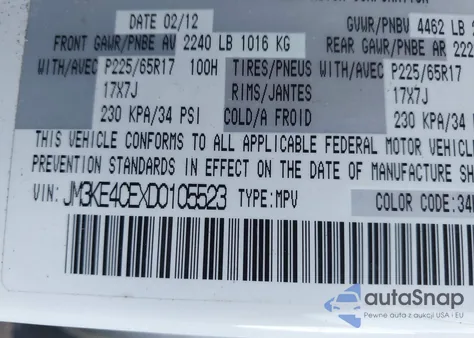 CORPORATION
DATE 02/12
GVWR/PNBV 4462 LB
FRONT GAWR/PNBE AV 2240 LB 1016 KG
REAR GAWR/PNBE AR
WITH/AVEC P225/65R17 100H TIRES/PNEUS WITH/AVEC P225/65R17
17X7J RIMS/JANTES 17X7J
230 KPA/34 PSI COLD/A FROID 230 KPA/34
THIS VEHICLE CONFORMS TO ALL APPLICABLE FEDERAL MOTOR VEHICLE
PREVENTION STANDARDS IN EFFECT ON THE DATE OF MANUFACTURE
VIN: JM3KE4CEXD0105523 TYPE: MPV
COLOR CODE:
autoSnap
Pewne auta z aukcji USA i EU